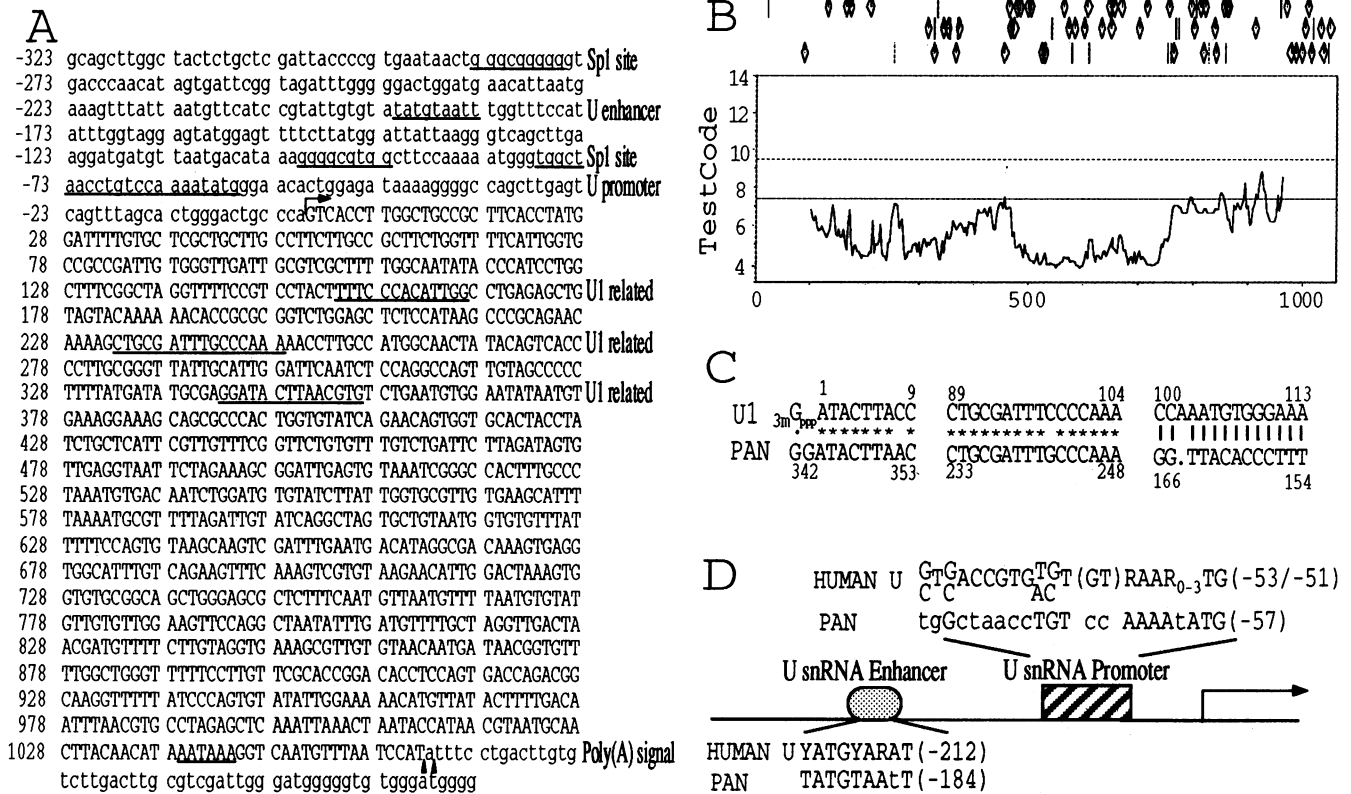 A
-323 gcagcttggc tactctgctc gattaccccg tgaataactg ggcggggggt Sp1 site
-273 gacccaacat agtgattcgg tagatttggg ggactggatg aacattaatg
-223 aaagtttatt aatgttcatc cgtattgtgt atatgtaatt tggtttccat U enhancer
-173 atttggtagg agtatggagt tttcttatgg attattaagg gtcagcttga
-123 aggatgatgt taatgacata aaggggcgtg gcttccaaaa atgggtggct Sp1 site
-73 aacctgtcca aaatatggga acactggaga taaaaggggc cagcttgagt U promoter
-23 cagtttagca ctgggactgc ccaGTCACCT TGGCTGCCGC TTCACCTATG
28 GATTTTGTGC TCGCTGCTTG CCTTCTTGCC GCTTCTGGTT TTCATTGGTG
78 CCGCCGATTG TGGGTTGATT GCGTCGCTTT TGGCAATATA CCCATCCTGG
128 CTTTCGGCTA GGTTTTCCGT CCTACTTTTC CCACATTGGC CTGAGAGCTG U1 related
178 TAGTACAAAA AACACCGCGC GGTCTGGAGC TCTCCATAAG CCCGCAGAAC
228 AAAAGCTGCG ATTTGCCCAA AAACCTTGCC ATGGCAACTA TACAGTCACC U1 related
278 CCTTGCGGGT TATTGCATTG GATTCAATCT CCAGGCCAGT TGTAGCCCCC
328 TTTTATGATA TGCGAGGATA CTTAACGTGT CTGAATGTGG AATATAATGT U1 related
378 GAAAGGAAAG CAGCGCCCAC TGGTGTATCA GAACAGTGGT GCACTACCTA
428 TCTGCTCATT CGTTGTTTCG GTTCTGTGTT TGTCTGATTC TTAGATAGTG
478 TTGAGGTAAT TCTAGAAAGC GGATTGAGTG TAAATCGGGC CACTTTGCCC
528 TAAATGTGAC AATCTGGATG TGTATCTTAT TGGTGCGTTG TGAAGCATTT
578 TAAAATGCGT TTTAGATTGT ATCAGGCTAG TGCTGTAATG GTGTGTTTAT
628 TTTTCCAGTG TAAGCAAGTC GATTTGAATG ACATAGGCGA CAAAGTGAGG
678 TGGCATTTGT CAGAAGTTTC AAAGTCGTGT AAGAACATTG GACTAAAGTG
728 GTGTGCGGCA GCTGGGAGCG CTCTTTCAAT GTTAATGTTT TAATGTGTAT
778 GTTGTGTTGG AAGTTCCAGG CTAATATTTG ATGTTTTGCT AGGTTGACTA
828 ACGATGTTTT CTTGTAGGTG AAAGCGTTGT GTAACAATGA TAACGGTGTT
878 TTGGCTGGGT TTTTCCTTGT TCGCACCGGA CACCTCCAGT GACCAGACGG
928 CAAGGTTTTT ATCCCAGTGT ATATTGGAAA AACATGTTAT ACTTTTGACA
978 ATTTAACGTG CCTAGAGCTC AAATTAAACT AATACCATAA CGTAATGCAA
1028 CTTACAACAT AAATAAAGGT CAATGTTTAA TCCATatttc ctgacttgtg Poly(A) signal
tcttgacttg cgtcgattgg gatgggggtg tgggatgggg
B
TestCode
14
10
8
6
4
0 500 1000
C
1 9 89 104 100 113
U1 3mGppp ATACTTACC CTGCGATTTCCCCAAA CCAAATGTGGGAAA
******* * ********* ******
PAN GGATACTTAAC CTGCGATTTGCCCAAA GG.TTACACCCTTT
342 353 233 248 166 154
D
HUMAN U GTGACCGTGTGT(GT)RAAR0-3TG(-53/-51)
C C AC
PAN tgGctaaccTGT cc AAAAtATG(-57)
U snRNA Enhancer U snRNA Promoter
HUMAN U YATGYARAT(-212)
PAN TATGTAAtT(-184)